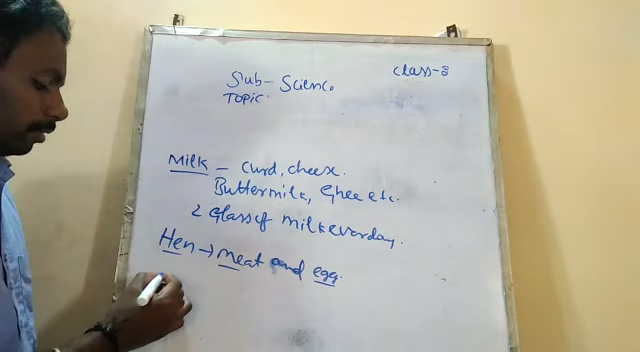 Class-8
Sub- Science
TOPIC.
Milk - Curd, cheese.
Buttermilk, Ghee etc.
2 Glass of milk everday.
Hen → Meat and egg.